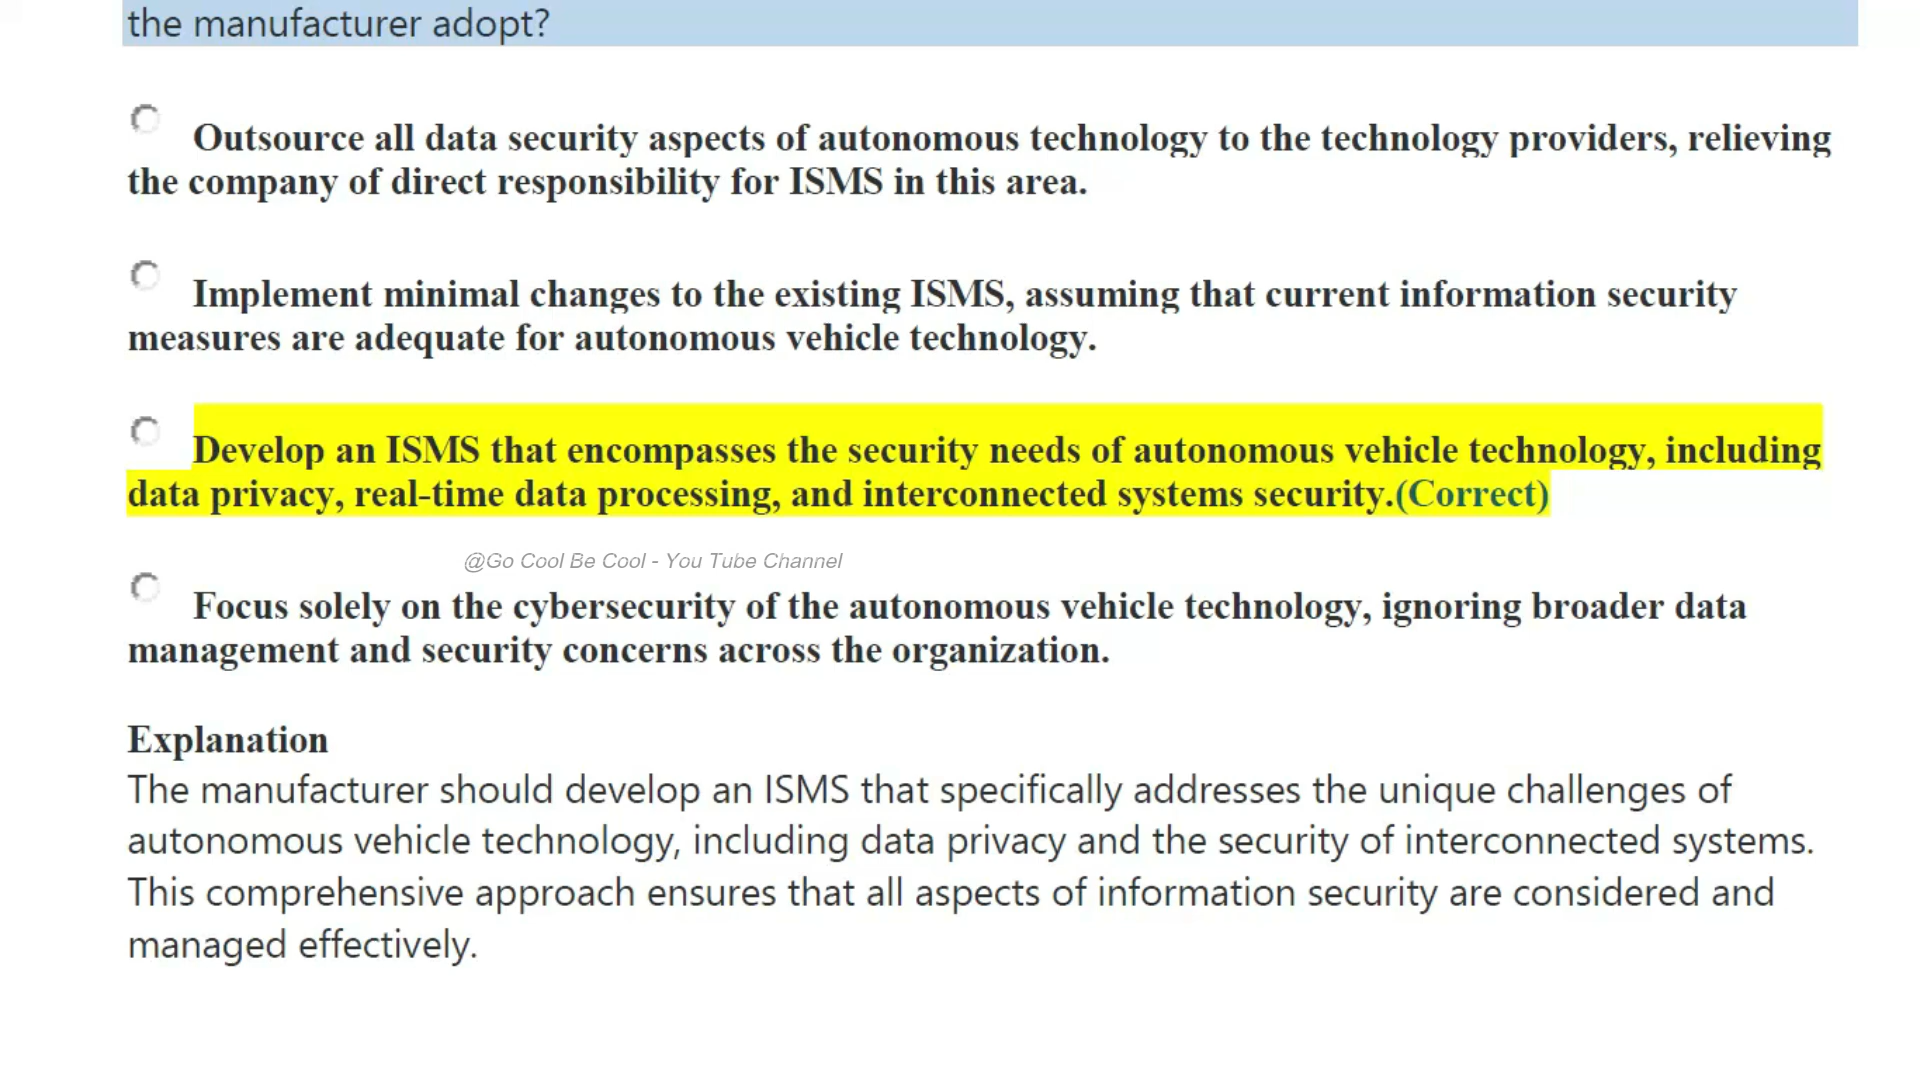 the manufacturer adopt?
Outsource all data security aspects of autonomous technology to the technology providers, relieving
the company of direct responsibility for ISMS in this area.
Implement minimal changes to the existing ISMS, assuming that current information security
measures are adequate for autonomous vehicle technology.
Develop an ISMS that encompasses the security needs of autonomous vehicle technology, including
data privacy, real-time data processing, and interconnected systems security.(Correct)
@Go Cool Be Cool - You Tube Channel
Focus solely on the cybersecurity of the autonomous vehicle technology, ignoring broader data
management and security concerns across the organization.
Explanation
The manufacturer should develop an ISMS that specifically addresses the unique challenges of
autonomous vehicle technology, including data privacy and the security of interconnected systems.
This comprehensive approach ensures that all aspects of information security are considered and
managed effectively.